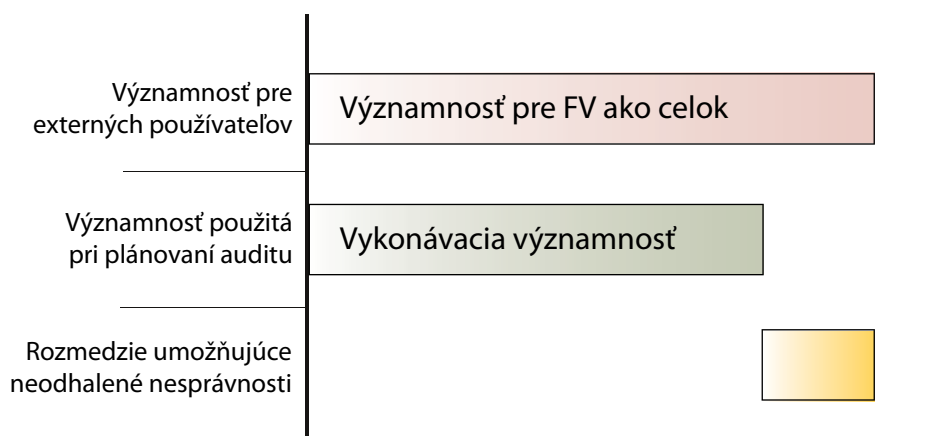 Významnosť pre
externých používateľov
Významnosť pre FV ako celok
Významnosť použitá
pri plánovaní auditu
Vykonávacia významnosť
Rozmedzie umožňujúce
neodhalené nesprávnosti